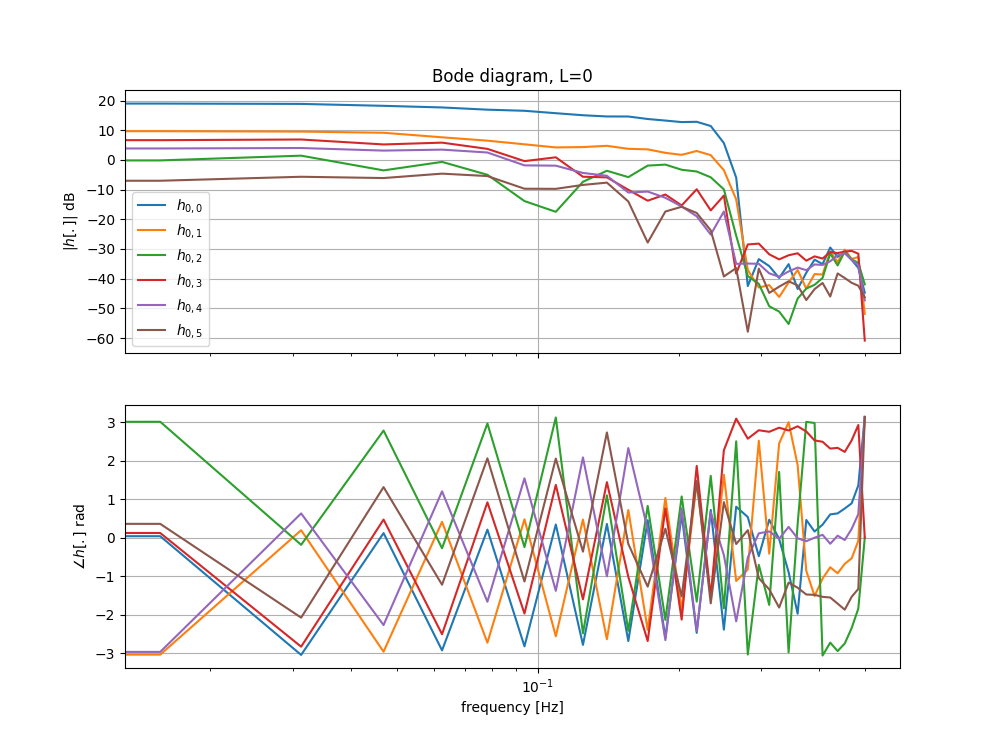 Bode diagram, L=0
|h[.]| dB
20
10
0
−10
−20
−30
−40
−50
−60
h0,0
h0,1
h0,2
h0,3
h0,4
h0,5
∠h[.] rad
3
2
1
0
−1
−2
−3
10⁻¹
frequency [Hz]